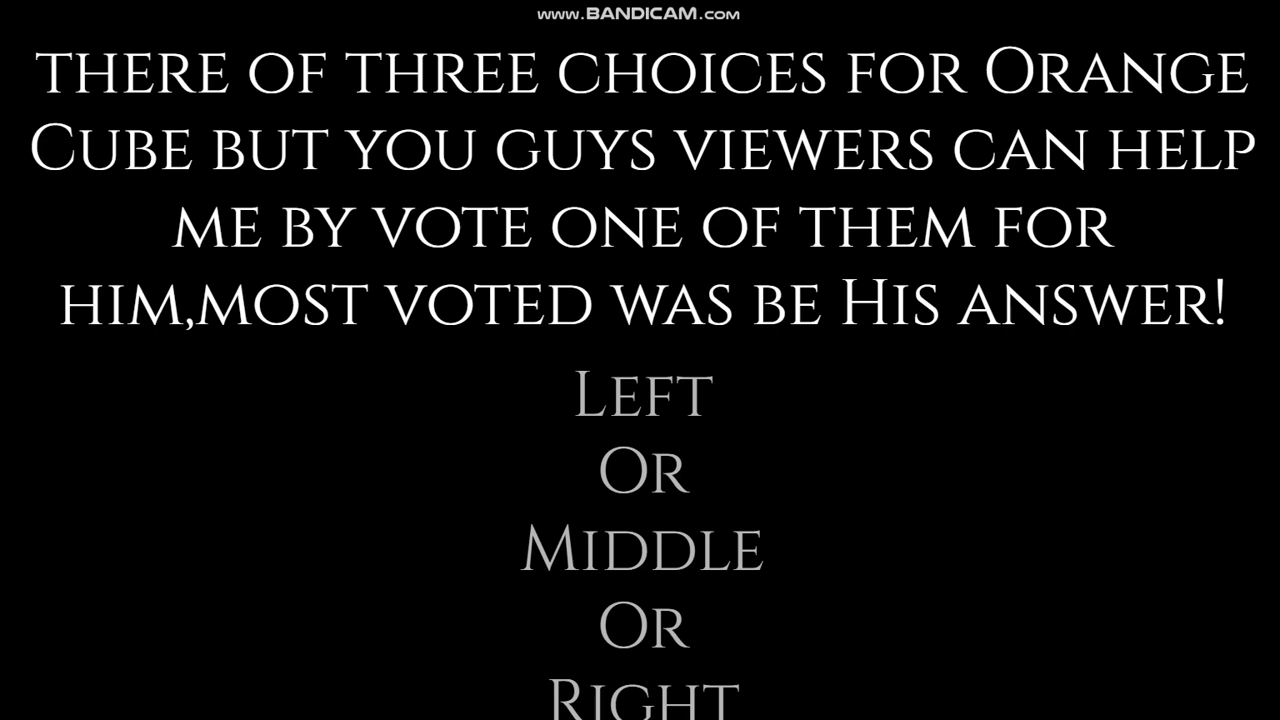 www.BANDICAM.com
there of three choices for Orange
Cube but you guys viewers can help
me by vote one of them for
him,most voted was be His answer!
Left
Or
Middle
Or
Right